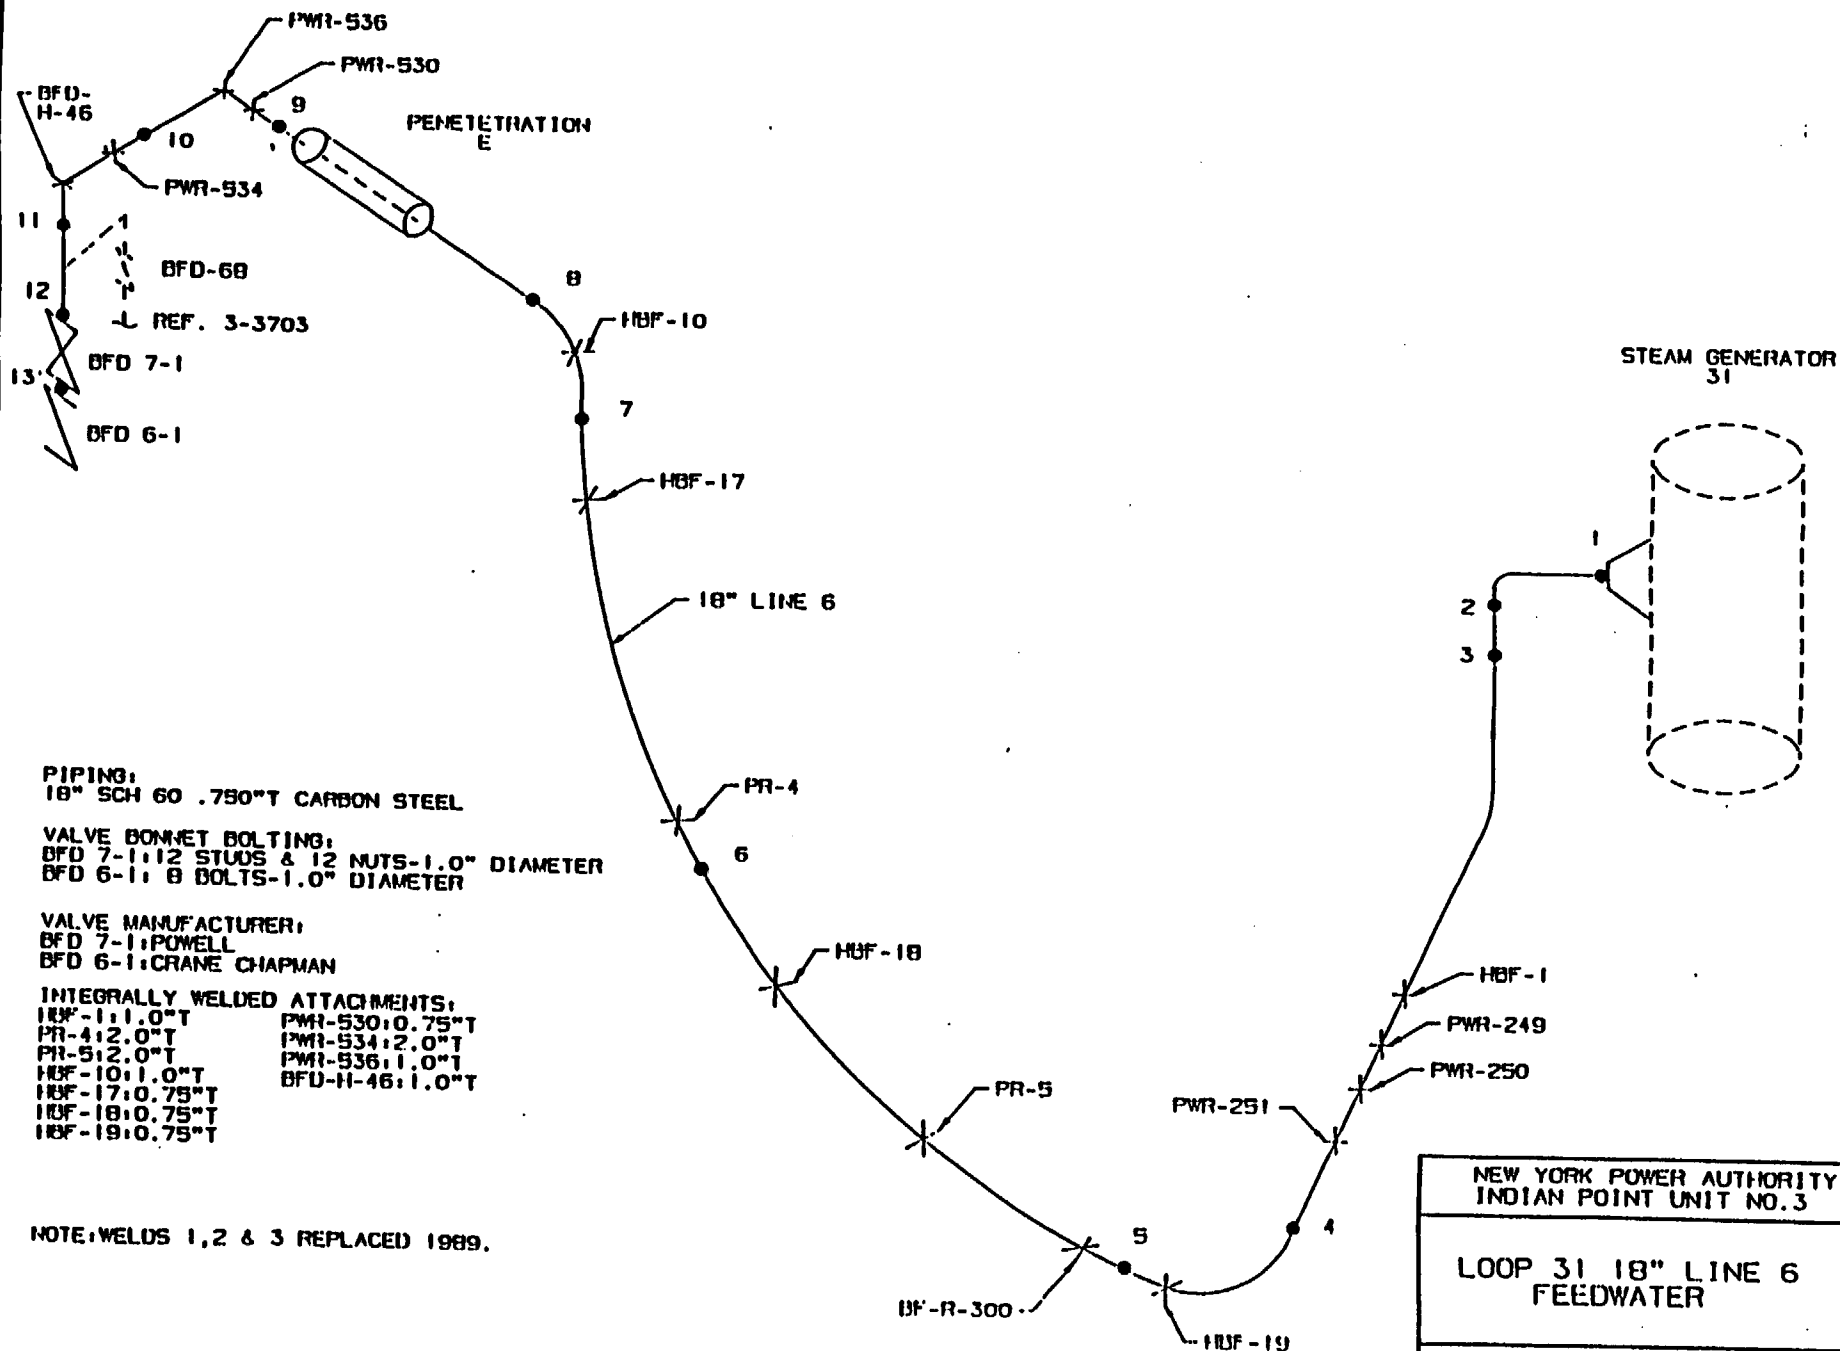 PWR-536
PWR-530
BFD-
H-46
9
PENETETRATION
E
10
PWR-534
11
BFD-68
8
12
REF. 3-3703
HBF-10
BFD 7-1
STEAM GENERATOR
31
13
7
BFD 6-1
HBF-17
1
18" LINE 6
2
3
PIPING:
18" SCH 60 .750"T CARBON STEEL
PR-4
VALVE BONNET BOLTING:
BFD 7-1:12 STUDS & 12 NUTS-1.0" DIAMETER
BFD 6-1: 8 BOLTS-1.0" DIAMETER
6
VALVE MANUFACTURER:
BFD 7-1:POWELL
BFD 6-1:CRANE CHAPMAN
HBF-18
HBF-1
INTEGRALLY WELDED ATTACHMENTS:
HBF-1:1.0"T
PR-4:2.0"T
PR-5:2.0"T
HBF-10:1.0"T
HBF-17:0.75"T
HBF-18:0.75"T
HBF-19:0.75"T
PWR-530:0.75"T
PWR-534:2.0"T
PWR-536:1.0"T
BFD-H-46:1.0"T
PWR-249
PWR-250
PR-5
PWR-251
NOTE:WELDS 1,2 & 3 REPLACED 1989.
5
4
BF-R-300
HBF-19
NEW YORK POWER AUTHORITY
INDIAN POINT UNIT NO.3
LOOP 31 18" LINE 6
FEEDWATER